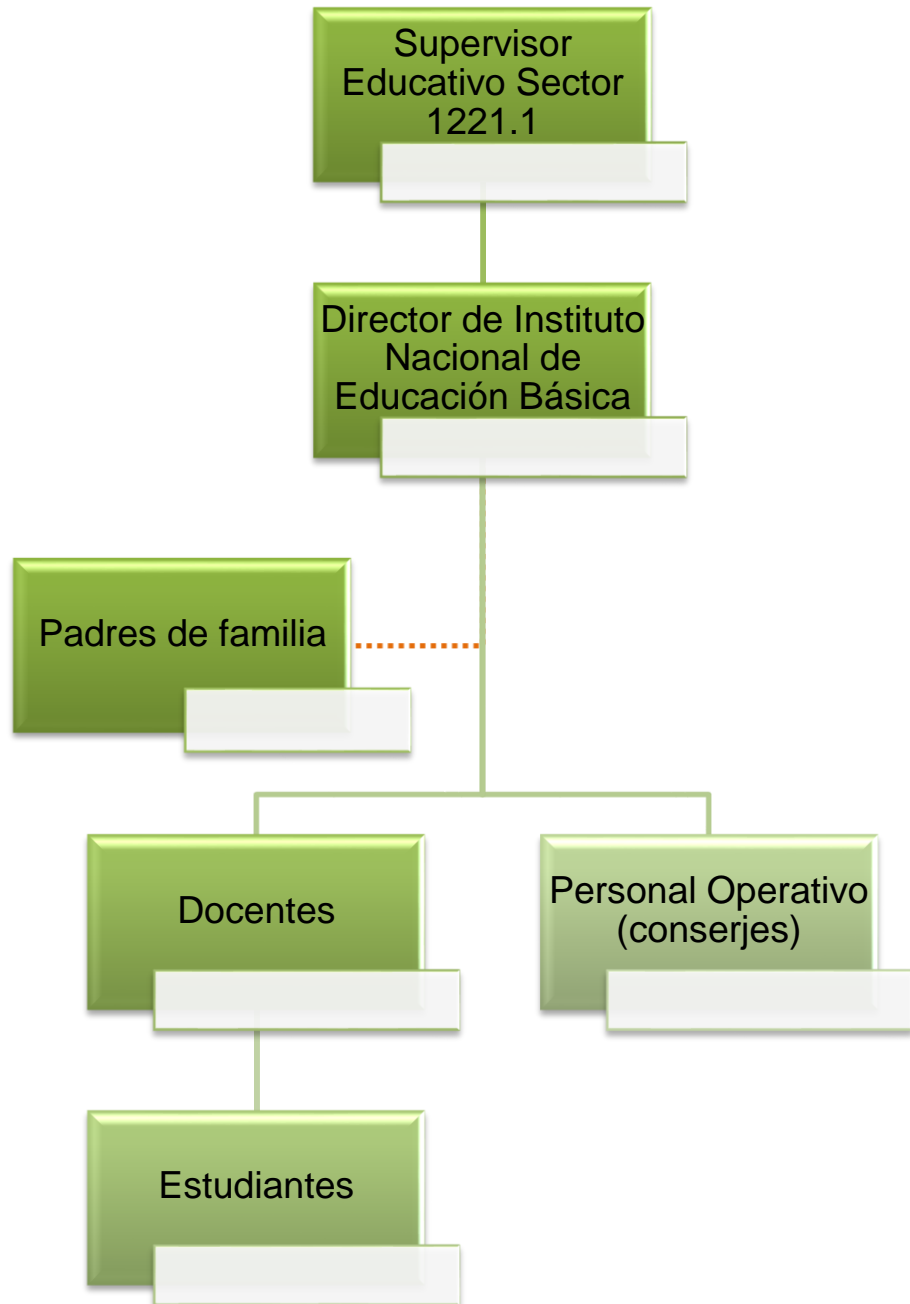 Supervisor
Educativo Sector
1221.1
Director de Instituto
Nacional de
Educación Básica
Padres de familia
Docentes
Personal Operativo
(conserjes)
Estudiantes